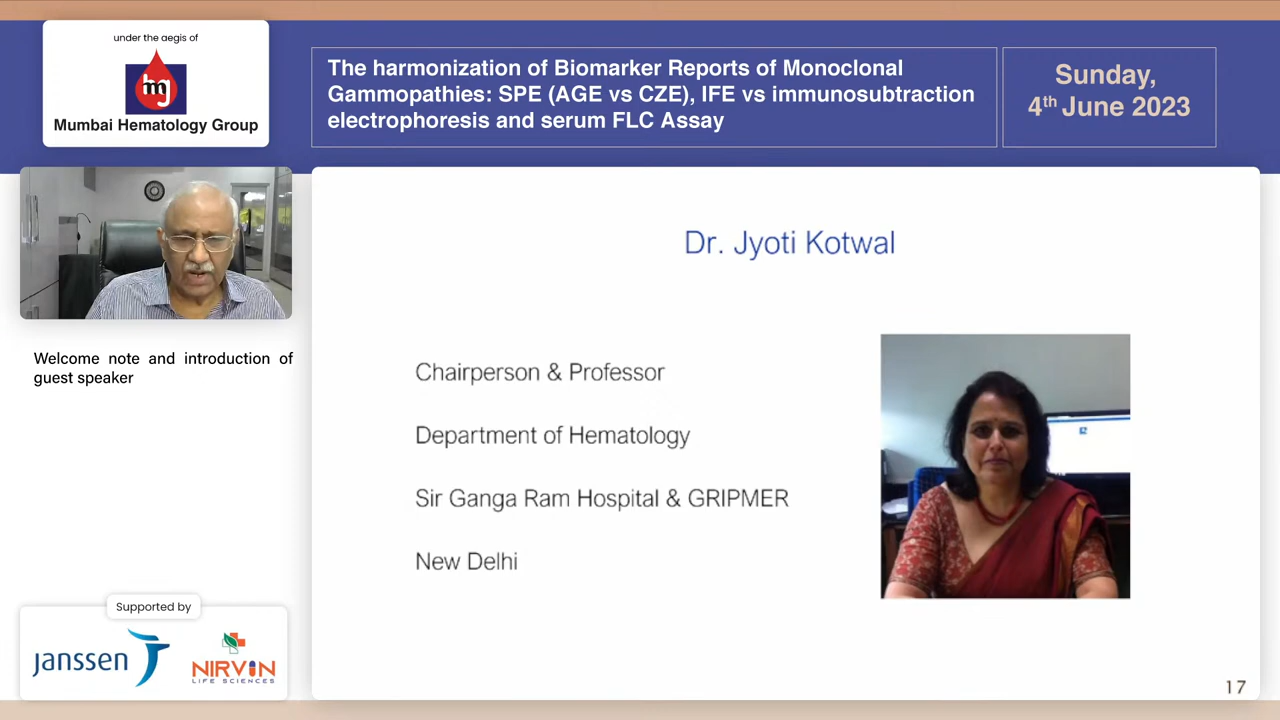 under the aegis of
hmg
Mumbai Hematology Group
The harmonization of Biomarker Reports of Monoclonal
Gammopathies: SPE (AGE vs CZE), IFE vs immunosubtraction
electrophoresis and serum FLC Assay
Sunday,
4th June 2023
Welcome note and introduction of
guest speaker
Dr. Jyoti Kotwal
Chairperson & Professor
Department of Hematology
Sir Ganga Ram Hospital & GRIPMER
New Delhi
Supported by
janssen
NIRVIN
LIFE SCIENCES
17